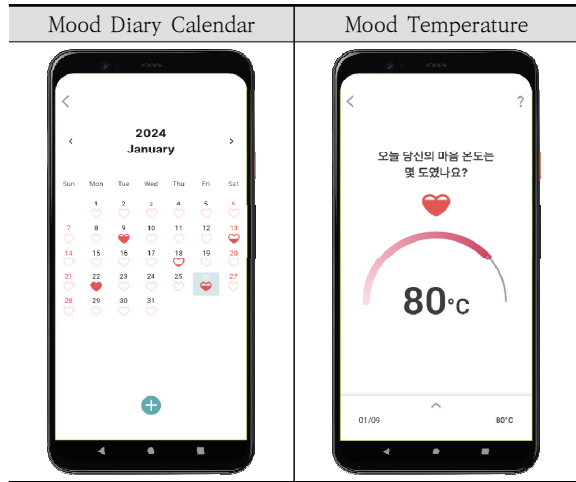 Mood Diary Calendar
Mood Temperature
2024
January
Sun Mon Tue Wed Thu Fri Sat
1 2 3 4 5 6
7 8 9 10 11 12 13
14 15 16 17 18 19 20
21 22 23 24 25 27
28 29 30 31
?
오늘 당신의 마음 온도는
몇 도였나요?
80°C
01/09 80°C